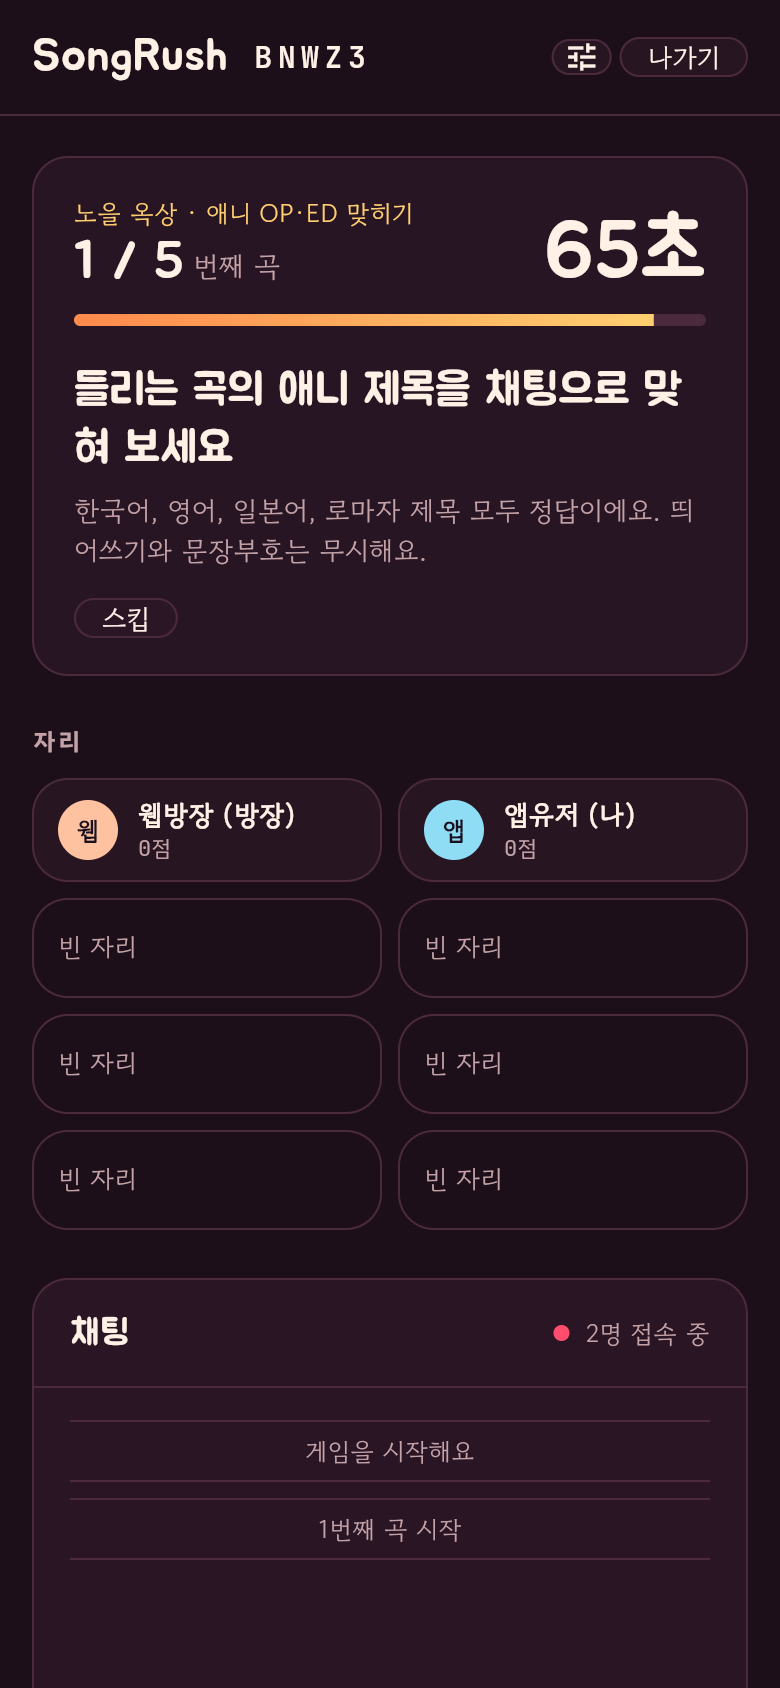 SongRush BNWZ3 나가기
노을 옥상 · 애니 OP·ED 맞히기
1 / 5 번째 곡 65초
들리는 곡의 애니 제목을 채팅으로 맞
혀 보세요
한국어, 영어, 일본어, 로마자 제목 모두 정답이에요. 띄
어쓰기와 문장부호는 무시해요.
스킵
자리
웹 웹방장 (방장)
0점
앱 앱유저 (나)
0점
빈 자리 빈 자리
빈 자리 빈 자리
빈 자리 빈 자리
채팅 2명 접속 중
게임을 시작해요
1번째 곡 시작